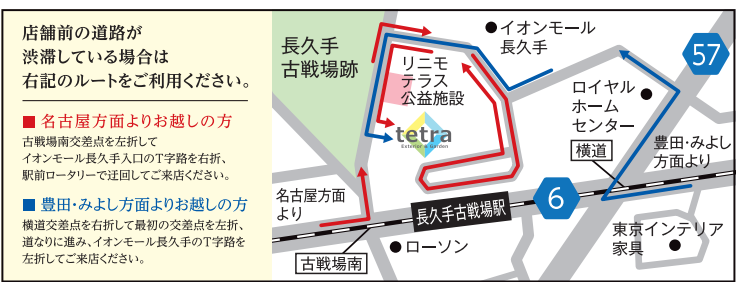 店舗前の道路が
渋滞している場合は
右記のルートをご利用ください。
■ 名古屋方面よりお越しの方
古戦場南交差点を左折して
イオンモール長久手入口のT字路を右折、
駅前ロータリーで迂回してご来店ください。
■ 豊田・みよし方面よりお越しの方
横道交差点を右折して最初の交差点を左折、
道なりに進み、イオンモール長久手のT字路を
左折してご来店ください。
長久手
古戦場跡
イオンモール
長久手
リニモ
テラス
公益施設
tetra
Exterior & Garden
57
ロイヤル
ホーム
センター
横道
豊田・みよし
方面より
名古屋方面
より
長久手古戦場駅
6
古戦場南
ローソン
東京インテリア
家具